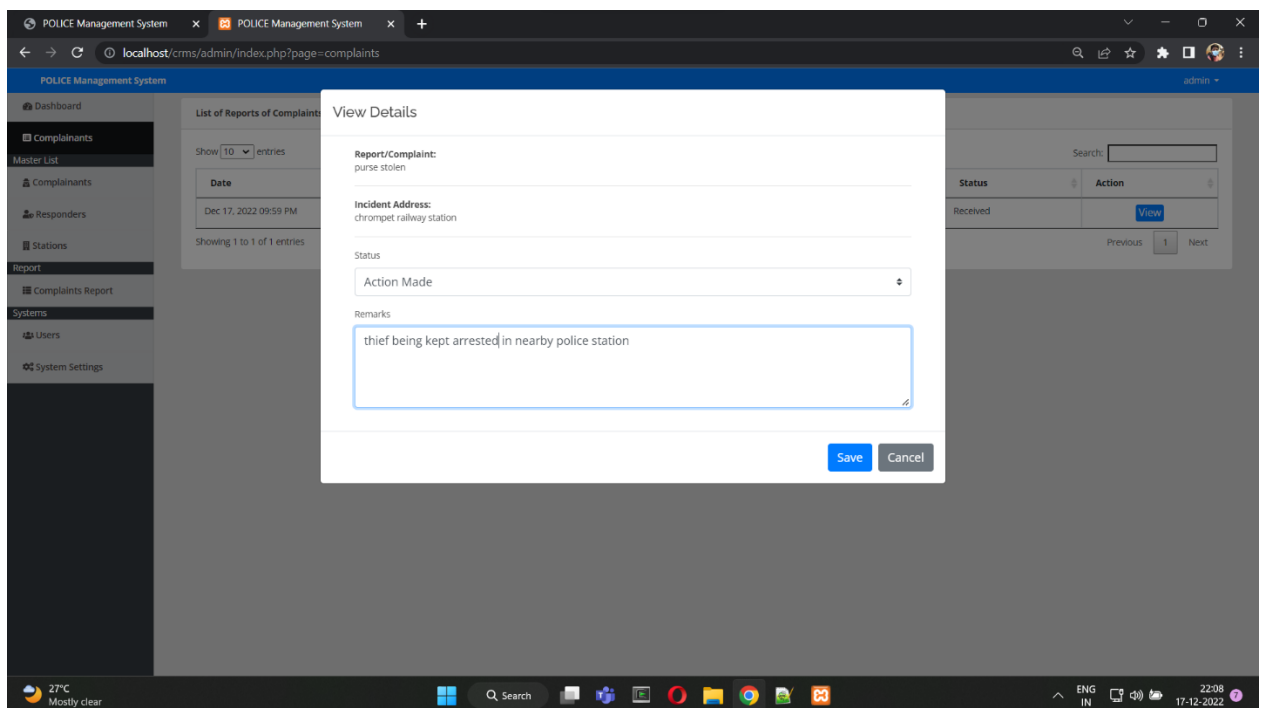 POLICE Management System
POLICE Management System
localhost/crms/admin/index.php?page=complaints
POLICE Management System
admin
Dashboard
Complainants
Master List
Complainants
Responders
Stations
Report
Complaints Report
Systems
Users
System Settings
List of Reports of Complaints
Show 10 entries
Search:
Date
Status
Action
Dec 17, 2022 09:59 PM
Received
View
Showing 1 to 1 of 1 entries
Previous 1 Next
View Details
Report/Complaint:
purse stolen
Incident Address:
chrompet railway station
Status
Action Made
Remarks
thief being kept arrested in nearby police station
Save Cancel
27°C
Mostly clear
Search
ENG
IN
22:08
17-12-2022
7